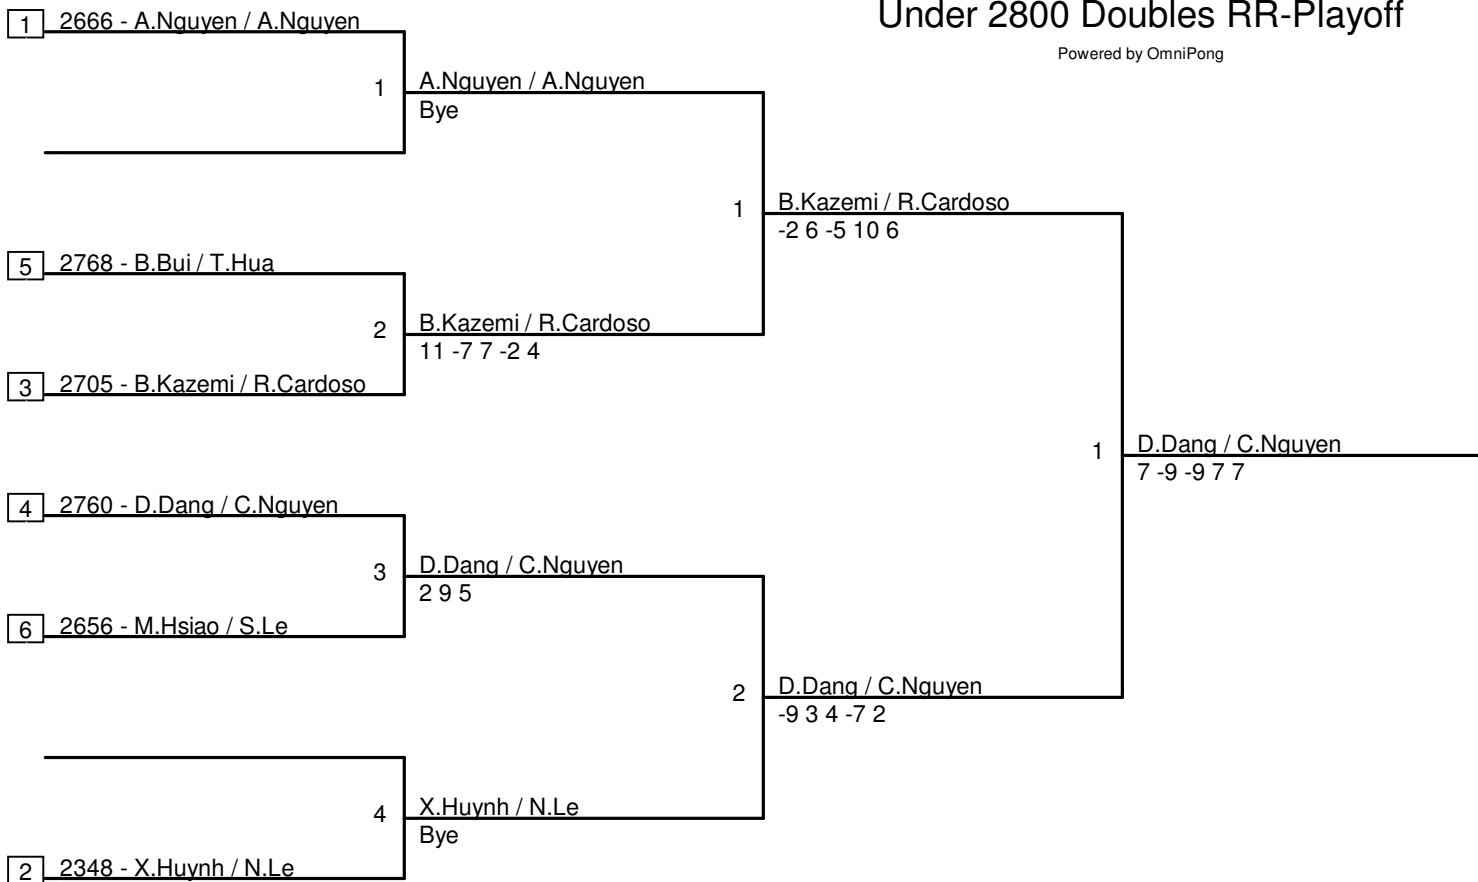 Under 2800 Doubles RR-Playoff
Powered by OmniPong
1 2666 - A.Nguyen / A.Nguyen
1 A.Nguyen / A.Nguyen
Bye
1 B.Kazemi / R.Cardoso
-2 6 -5 10 6
5 2768 - B.Bui / T.Hua
2 B.Kazemi / R.Cardoso
11 -7 7 -2 4
3 2705 - B.Kazemi / R.Cardoso
1 D.Dang / C.Nguyen
7 -9 -9 7 7
4 2760 - D.Dang / C.Nguyen
3 D.Dang / C.Nguyen
2 9 5
6 2656 - M.Hsiao / S.Le
2 D.Dang / C.Nguyen
-9 3 4 -7 2
4 X.Huynh / N.Le
Bye
2 2348 - X.Huynh / N.Le